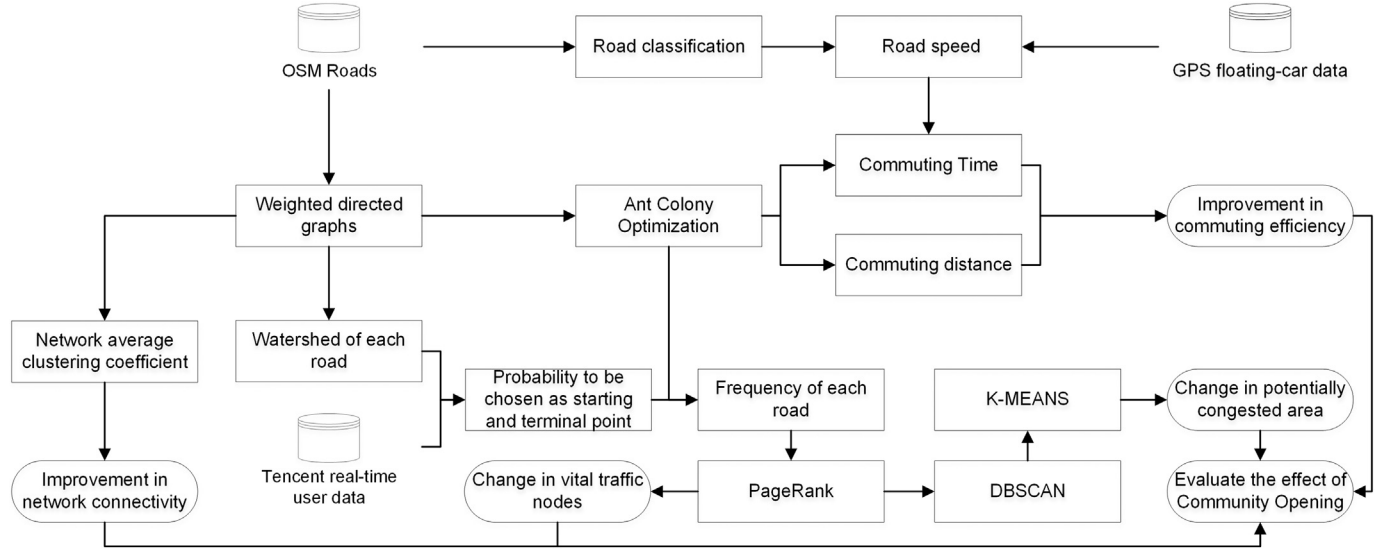 OSM Roads
Road classification
Road speed
GPS floating-car data
Commuting Time
Weighted directed
graphs
Ant Colony
Optimization
Improvement in
commuting efficiency
Commuting distance
Network average
clustering coefficient
Watershed of each
road
Probability to be
chosen as starting
and terminal point
Frequency of each
road
K-MEANS
Change in potentially
congested area
Tencent real-time
user data
Improvement in
network connectivity
Change in vital traffic
nodes
PageRank
DBSCAN
Evaluate the effect of
Community Opening